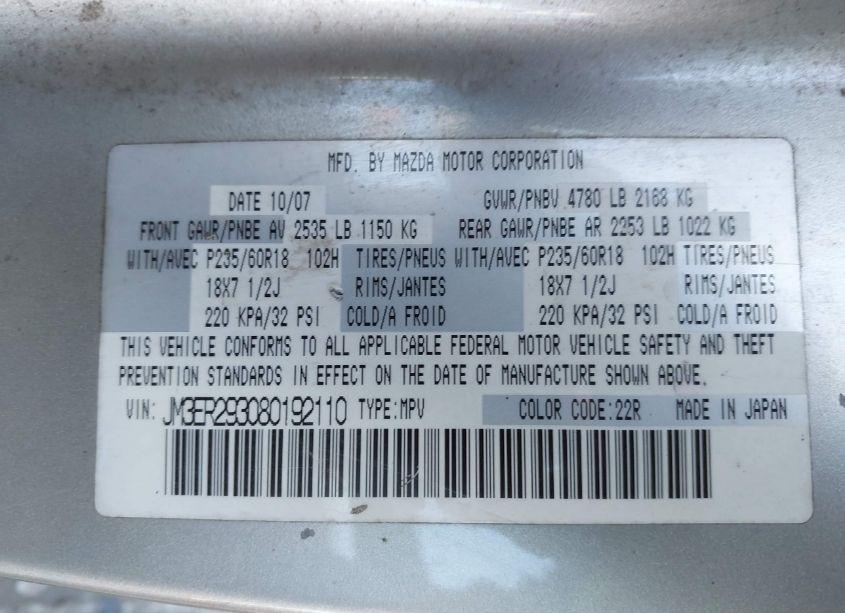 MFD. BY MAZDA MOTOR CORPORATION
DATE 10/07 GVWR/PNBV 4780 LB 2168 KG
FRONT GAWR/PNBE AV 2535 LB 1150 KG REAR GAWR/PNBE AR 2253 LB 1022 KG
WITH/AVEC P235/60R18 102H TIRES/PNEUS WITH/AVEC P235/60R18 102H TIRES/PNEUS
18X7 1/2J RIMS/JANTES 18X7 1/2J RIMS/JANTES
220 KPA/32 PSI COLD/A FROID 220 KPA/32 PSI COLD/A FROID
THIS VEHICLE CONFORMS TO ALL APPLICABLE FEDERAL MOTOR VEHICLE SAFETY AND THEFT
PREVENTION STANDARDS IN EFFECT ON THE DATE OF MANUFACTURE SHOWN ABOVE.
VIN: JM3ER293080192110 TYPE:MPV COLOR CODE:22R MADE IN JAPAN